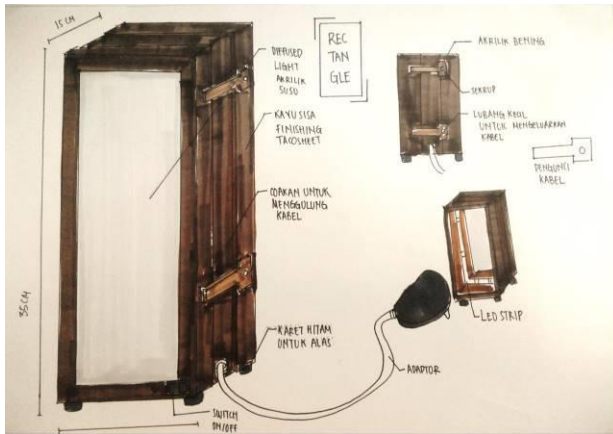 15 CM
DIFFUSED
LIGHT
AKRILIK
SUSU
REC
TAN
GLE
AKRILIK BENING
SEKRUP
KAYU SISA
FINISHING
TACOSHEET
LUBANG KECIL
UNTUK MENGELUARKAN
KABEL
PENGUNCI
KABEL
COAKAN UNTUK
MENGGULUNG
KABEL
35 CM
LED STRIP
KARET HITAM
UNTUK ALAS
ADAPTOR
SWITCH
ON/OFF